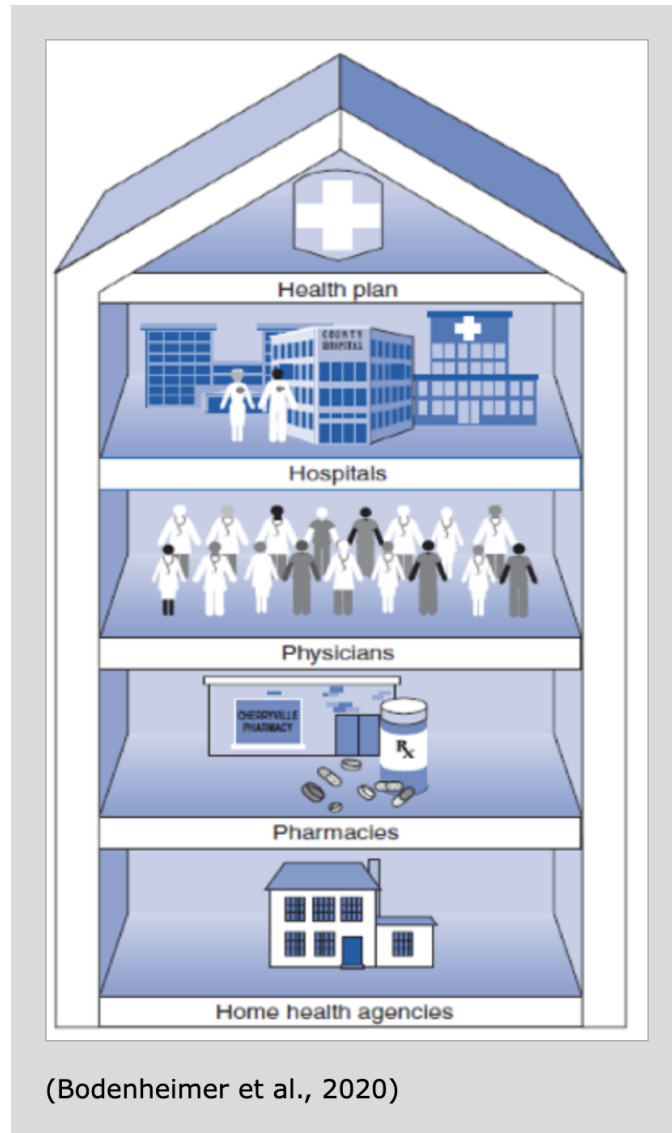 Health plan
COUNTY
HOSPITAL
Hospitals
Physicians
CHERRYVILLE
PHARMACY
Rx
Pharmacies
Home health agencies
(Bodenheimer et al., 2020)